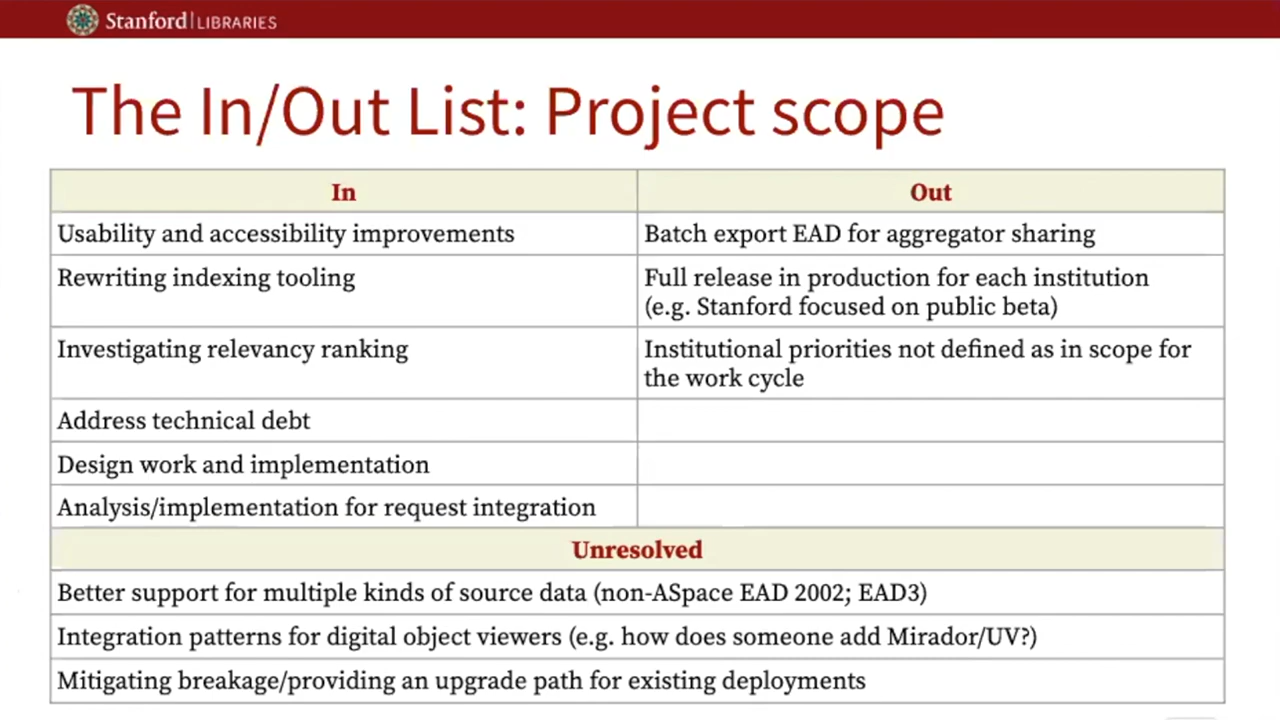 Stanford | LIBRARIES
The In/Out List: Project scope
In
Out
Usability and accessibility improvements
Batch export EAD for aggregator sharing
Rewriting indexing tooling
Full release in production for each institution
(e.g. Stanford focused on public beta)
Investigating relevancy ranking
Institutional priorities not defined as in scope for
the work cycle
Address technical debt
Design work and implementation
Analysis/implementation for request integration
Unresolved
Better support for multiple kinds of source data (non-ASpace EAD 2002; EAD3)
Integration patterns for digital object viewers (e.g. how does someone add Mirador/UV?)
Mitigating breakage/providing an upgrade path for existing deployments